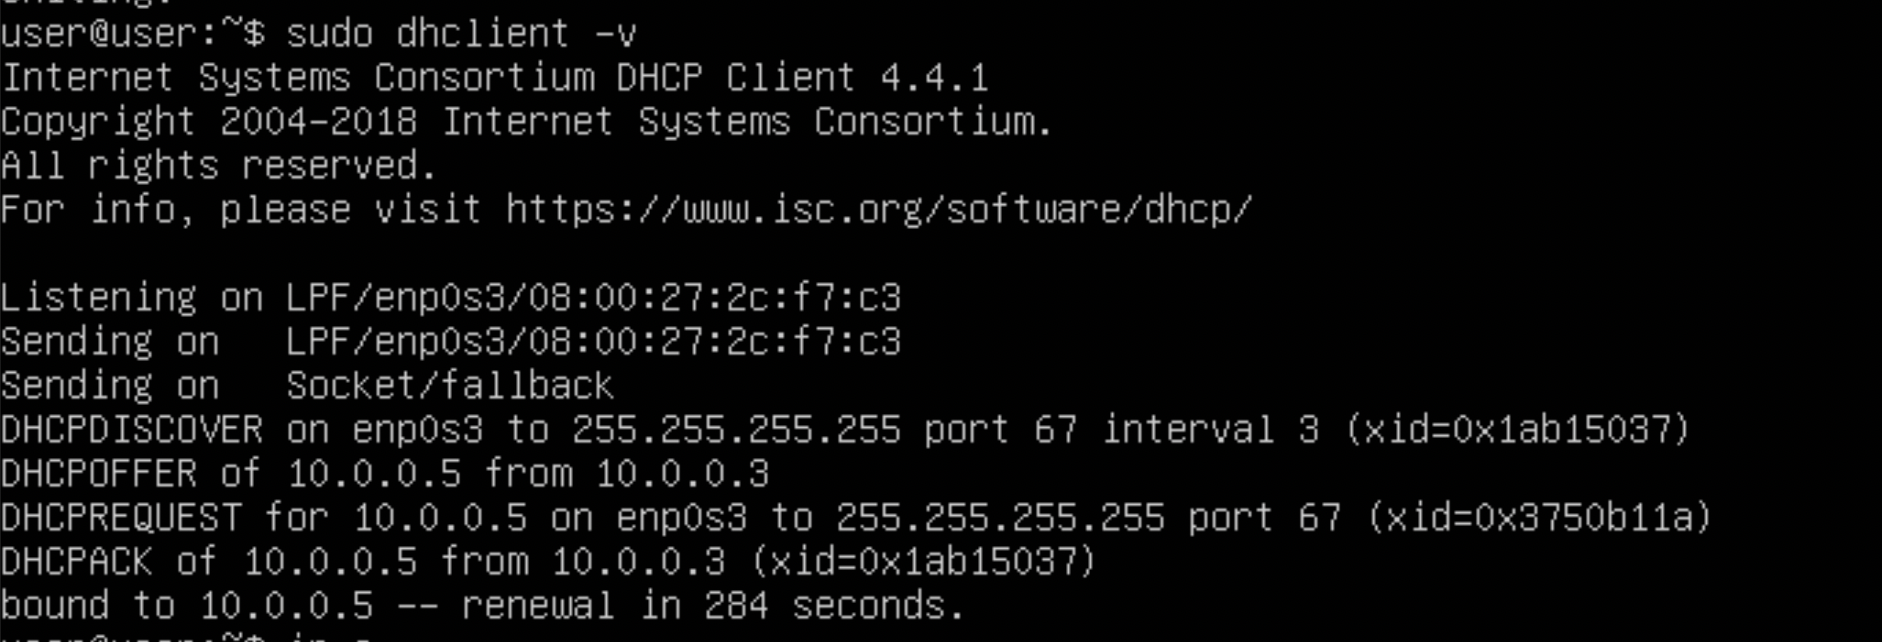 user@user:~$ sudo dhclient -v
Internet Systems Consortium DHCP Client 4.4.1
Copyright 2004-2018 Internet Systems Consortium.
All rights reserved.
For info, please visit https://www.isc.org/software/dhcp/
Listening on LPF/enp0s3/08:00:27:2c:f7:c3
Sending on   LPF/enp0s3/08:00:27:2c:f7:c3
Sending on   Socket/fallback
DHCPDISCOVER on enp0s3 to 255.255.255.255 port 67 interval 3 (xid=0x1ab15037)
DHCPOFFER of 10.0.0.5 from 10.0.0.3
DHCPREQUEST for 10.0.0.5 on enp0s3 to 255.255.255.255 port 67 (xid=0x3750b11a)
DHCPACK of 10.0.0.5 from 10.0.0.3 (xid=0x1ab15037)
bound to 10.0.0.5 -- renewal in 284 seconds.